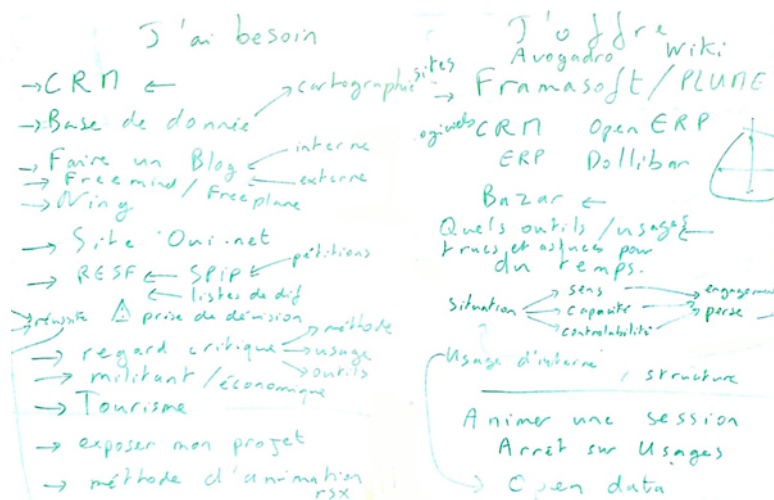 J'ai besoin
→ CRM ←
cartographie
→ Base de donnée
→ Faire un Blog
interne
externe
→ Freemind / Freeplane
→ Ning
→ Site Oui.net
→ RESF ← SPIP
pétitions
listes de dif
réussite ⚠ prise de décision
→ regard critique
méthode
usage
outils
→ militant / économique
→ Tourisme
→ exposer mon projet
→ méthode d'animation
rsx
J'offre
Avogadro Wiki
sites
→ Framasoft / PLUME
logiciels CRM Open ERP
ERP Dollibar
Bazar ←
Quels outils / usages
trucs et astuces pour
du temps.
Situation
sens
capacité
controlabilité
engagement
perse
Usage d'interne
/ structure
Animer une session
Arrêt sur Usages
→ Open data